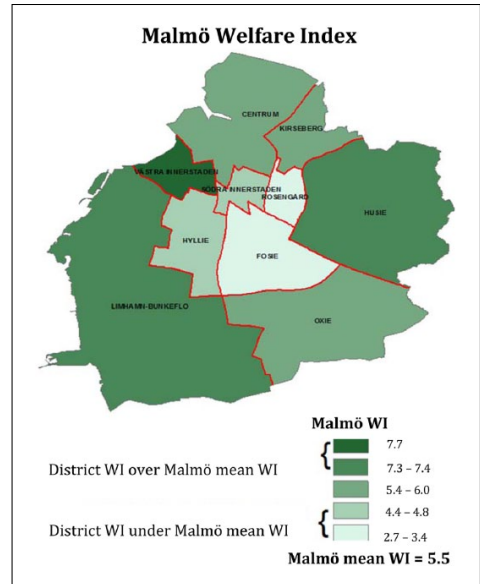 Malmö Welfare Index
CENTRUM
KIRSEBERG
VÄSTRA INNERSTADEN
SÖDRA INNERSTADEN
ROSENGÅRD
HUSIE
HYLLIE
FOSIE
LIMHAMN-BUNKEFLO
OXIE
Malmö WI
7.7
District WI over Malmö mean WI
7.3 – 7.4
5.4 – 6.0
4.4 – 4.8
District WI under Malmö mean WI
2.7 – 3.4
Malmö mean WI = 5.5